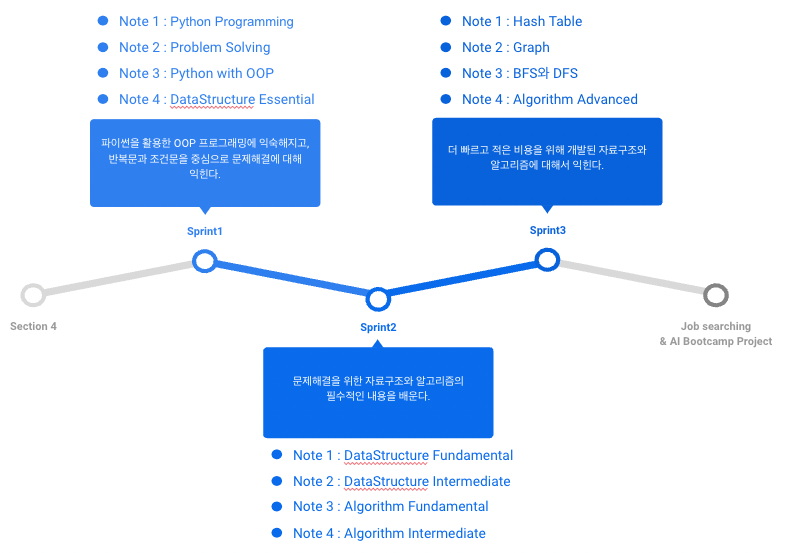 Note 1 : Python Programming
Note 2 : Problem Solving
Note 3 : Python with OOP
Note 4 : DataStructure Essential
파이썬을 활용한 OOP 프로그래밍에 익숙해지고,
반복문과 조건문을 중심으로 문제해결에 대해
익힌다.
Sprint1
Note 1 : Hash Table
Note 2 : Graph
Note 3 : BFS와 DFS
Note 4 : Algorithm Advanced
더 빠르고 적은 비용을 위해 개발된 자료구조와
알고리즘에 대해서 익힌다.
Sprint3
Section 4
Sprint2
Job searching
& AI Bootcamp Project
문제해결을 위한 자료구조와 알고리즘의
필수적인 내용을 배운다.
Note 1 : DataStructure Fundamental
Note 2 : DataStructure Intermediate
Note 3 : Algorithm Fundamental
Note 4 : Algorithm Intermediate